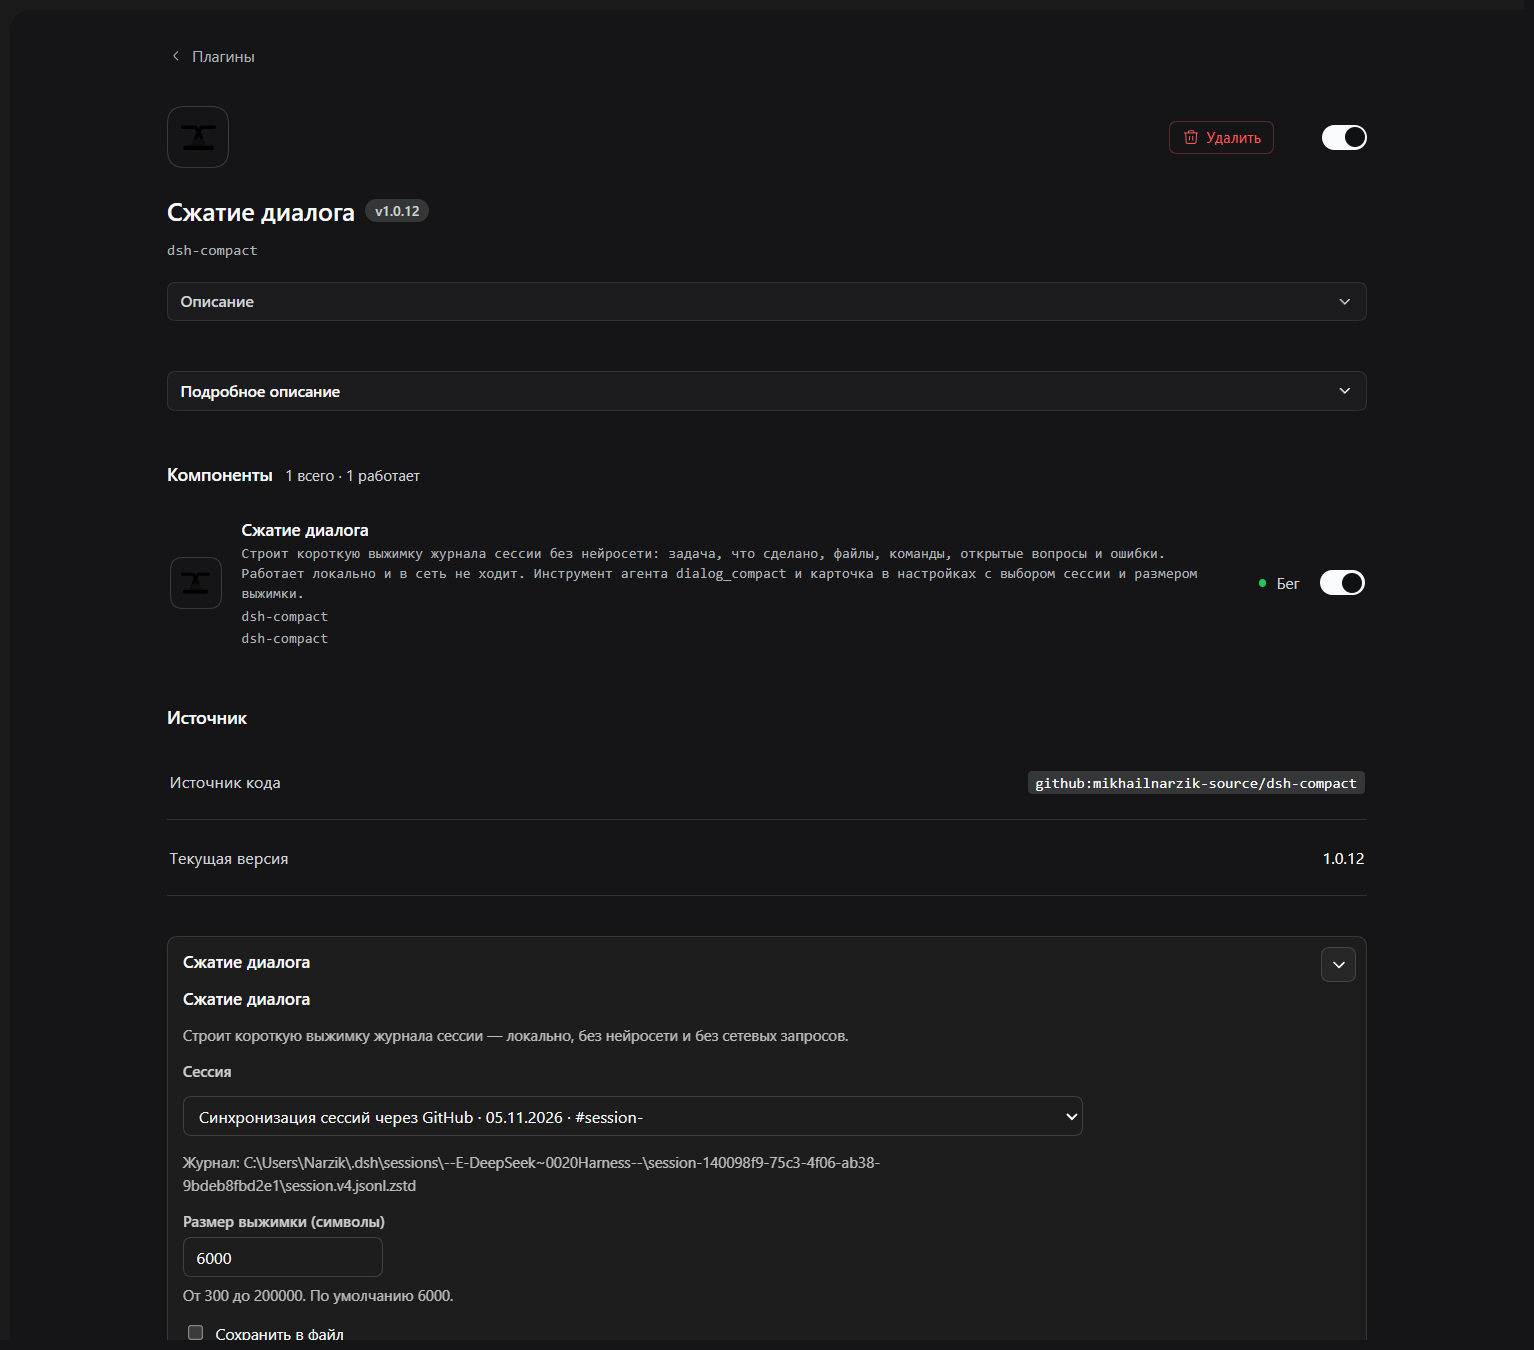 Плагины
Удалить
Сжатие диалога v1.0.12
dsh-compact
Описание
Подробное описание
Компоненты 1 всего · 1 работает
Сжатие диалога
Строит короткую выжимку журнала сессии без нейросети: задача, что сделано, файлы, команды, открытые вопросы и ошибки.
Работает локально и в сеть не ходит. Инструмент агента dialog_compact и карточка в настройках с выбором сессии и размером
выжимки.
dsh-compact
dsh-compact
Бег
Источник
Источник кода github:mikhailnarzik-source/dsh-compact
Текущая версия 1.0.12
Сжатие диалога
Сжатие диалога
Строит короткую выжимку журнала сессии — локально, без нейросети и без сетевых запросов.
Сессия
Синхронизация сессий через GitHub · 05.11.2026 · #session-
Журнал: C:\Users\Narzik\.dsh\sessions\--E-DeepSeek~0020Harness--\session-140098f9-75c3-4f06-ab38-
9bdeb8fbd2e1\session.v4.jsonl.zstd
Размер выжимки (символы)
6000
От 300 до 200000. По умолчанию 6000.
Сохранить в файл